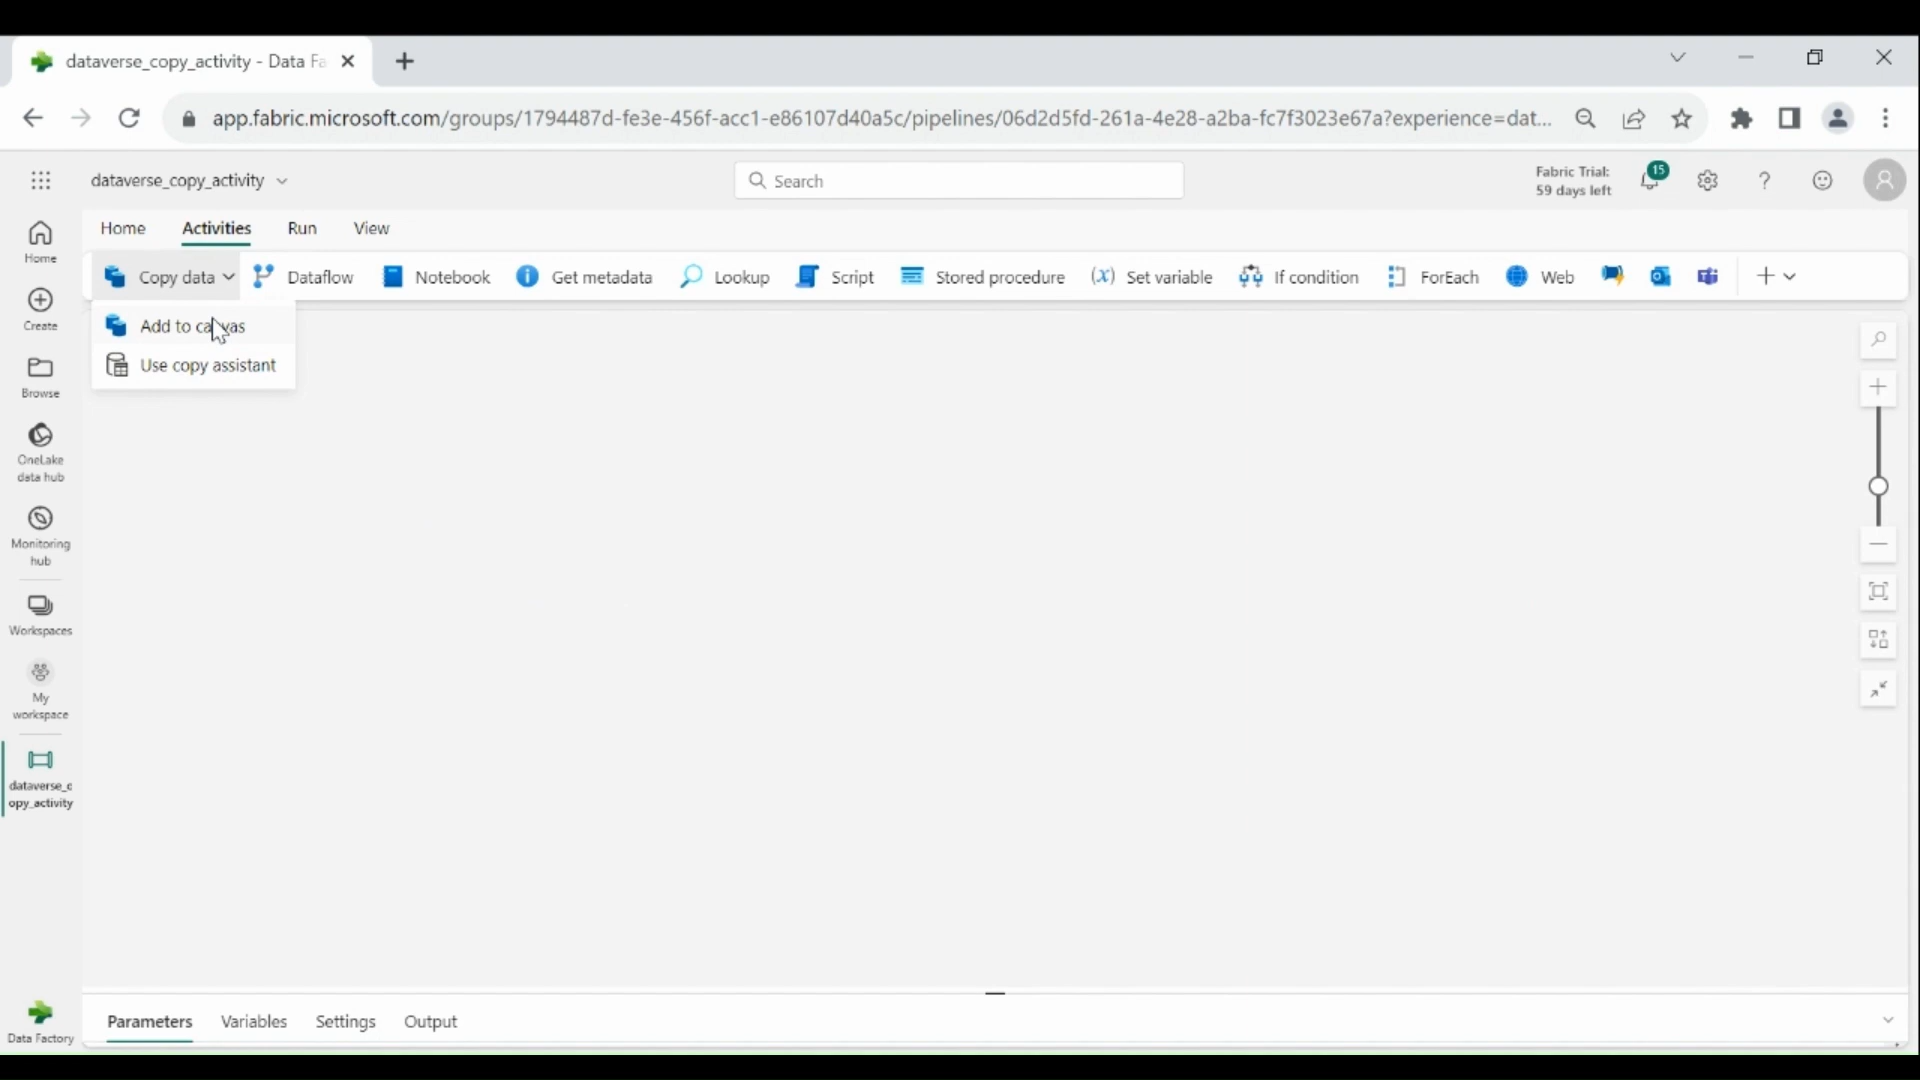 dataverse_copy_activity - Data Fa
app.fabric.microsoft.com/groups/1794487d-fe3e-456f-acc1-e86107d40a5c/pipelines/06d2d5fd-261a-4e28-a2ba-fc7f3023e67a?experience=dat...
dataverse_copy_activity
Search
Fabric Trial:
59 days left
15
Home
Activities
Run
View
Copy data
Dataflow
Notebook
Get metadata
Lookup
Script
Stored procedure
(x) Set variable
If condition
ForEach
Web
Add to canvas
Use copy assistant
Home
Create
Browse
OneLake
data hub
Monitoring
hub
Workspaces
My
workspace
dataverse_c
opy_activity
Data Factory
Parameters
Variables
Settings
Output